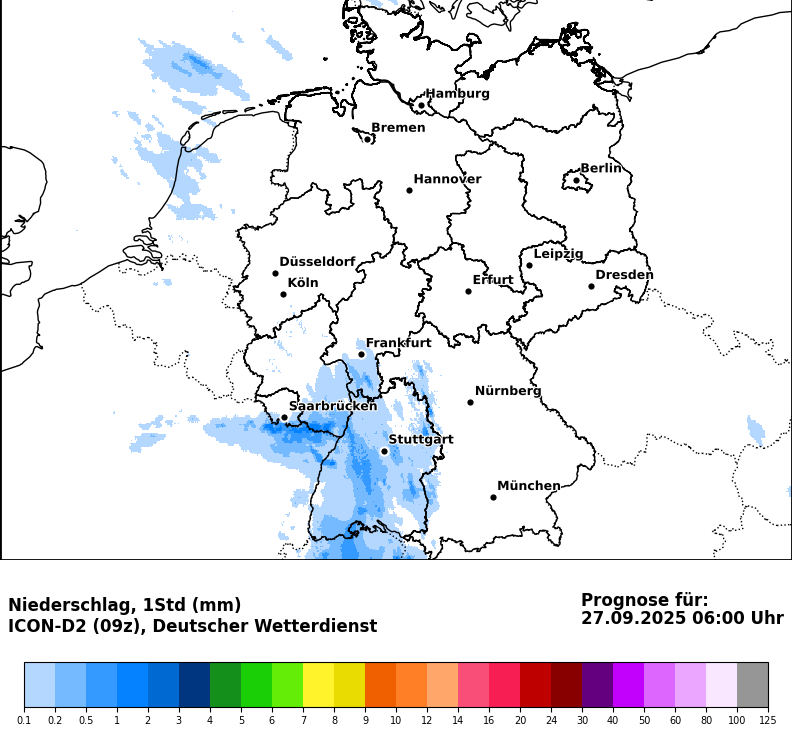 Hamburg
Bremen
Berlin
Hannover
Düsseldorf
Leipzig
Köln
Erfurt
Dresden
Frankfurt
Nürnberg
Saarbrücken
Stuttgart
München
Niederschlag, 1Std (mm)
ICON-D2 (09z), Deutscher Wetterdienst
Prognose für:
27.09.2025 06:00 Uhr
0.1 0.2 0.5 1 2 3 4 5 6 7 8 9 10 12 14 16 20 24 30 40 50 60 80 100 125